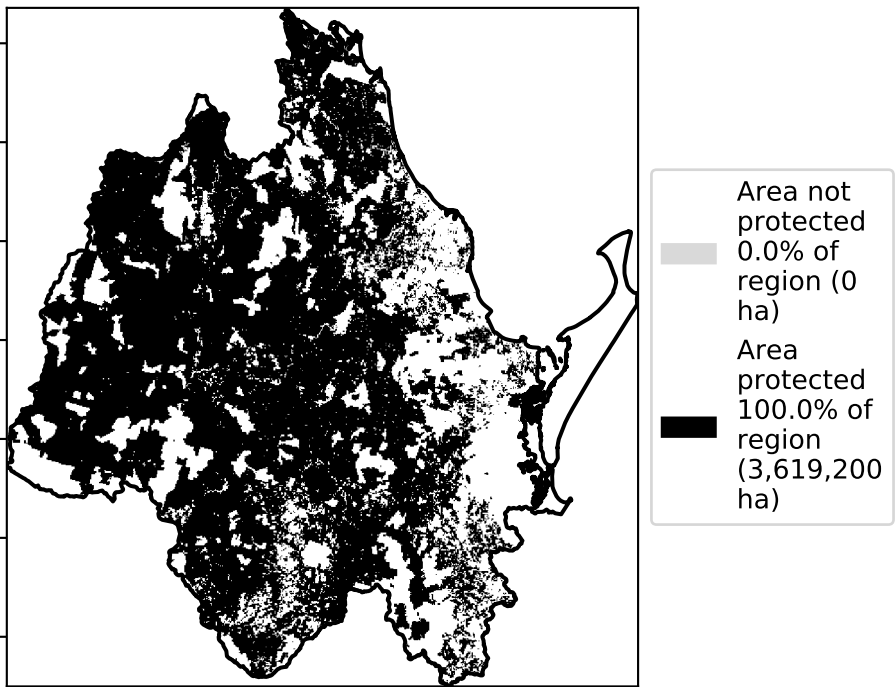 Area not
protected
0.0% of
region (0
ha)
Area
protected
100.0% of
region
(3,619,200
ha)